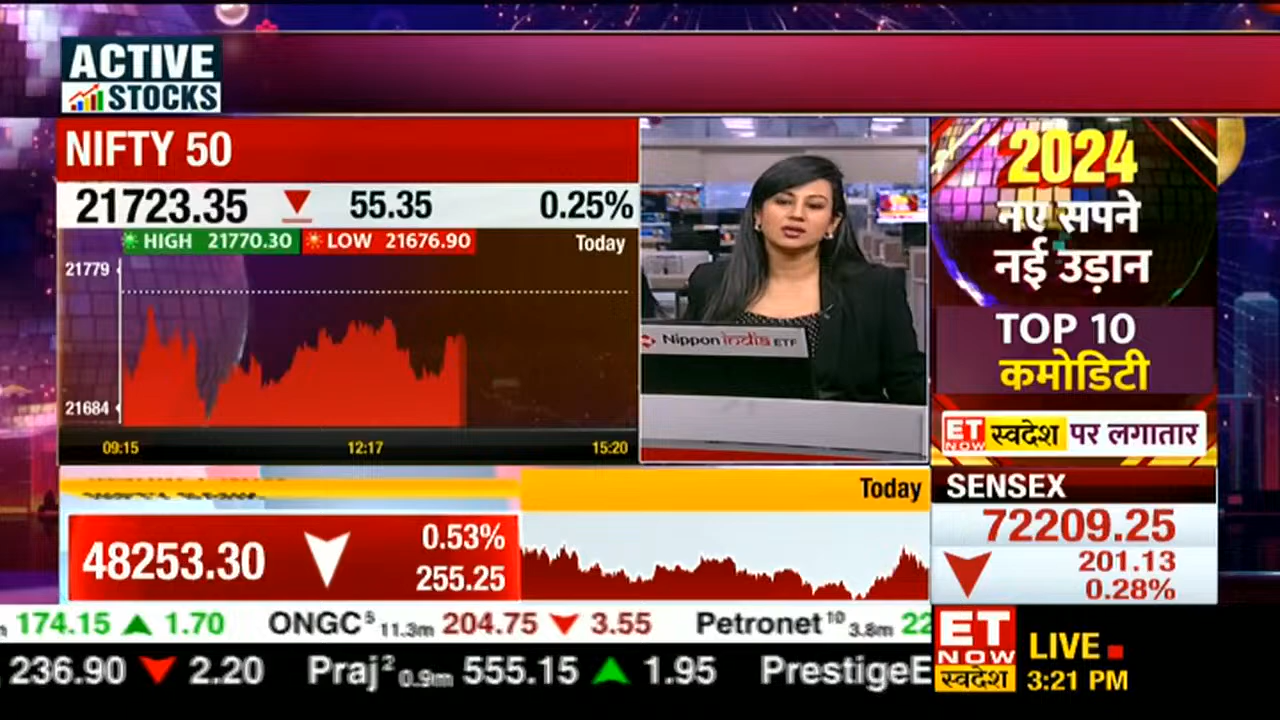 ACTIVE
STOCKS
NIFTY 50
21723.35 55.35 0.25%
HIGH 21770.30 LOW 21676.90 Today
21779
21684
09:15 12:17 15:20
Nippon india ETF
2024
नए सपने
नई उड़ान
TOP 10
कमोडिटी
ET NOW स्वदेश पर लगातार
Today
48253.30 0.53%
255.25
SENSEX
72209.25
201.13
0.28%
174.15 1.70 ONGC⁵ 11.3m 204.75 3.55 Petronet¹⁰ 3.8m 22
236.90 2.20 Praj² 0.9m 555.15 1.95 PrestigeE
ET
NOW
स्वदेश
LIVE
3:21 PM